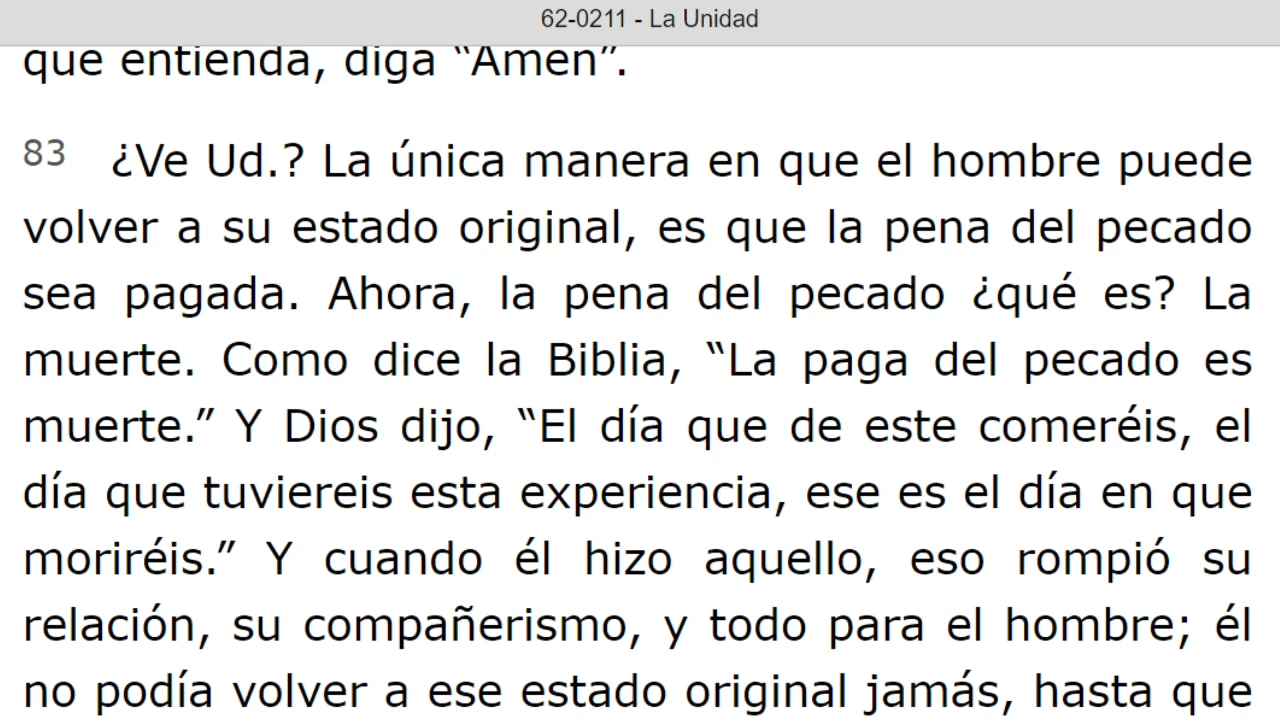 62-0211 - La Unidad
que entienda, diga “Amén”.
83 ¿Ve Ud.? La única manera en que el hombre puede
volver a su estado original, es que la pena del pecado
sea pagada. Ahora, la pena del pecado ¿qué es? La
muerte. Como dice la Biblia, “La paga del pecado es
muerte.” Y Dios dijo, “El día que de este comeréis, el
día que tuviereis esta experiencia, ese es el día en que
moriréis.” Y cuando él hizo aquello, eso rompió su
relación, su compañerismo, y todo para el hombre; él
no podía volver a ese estado original jamás, hasta que